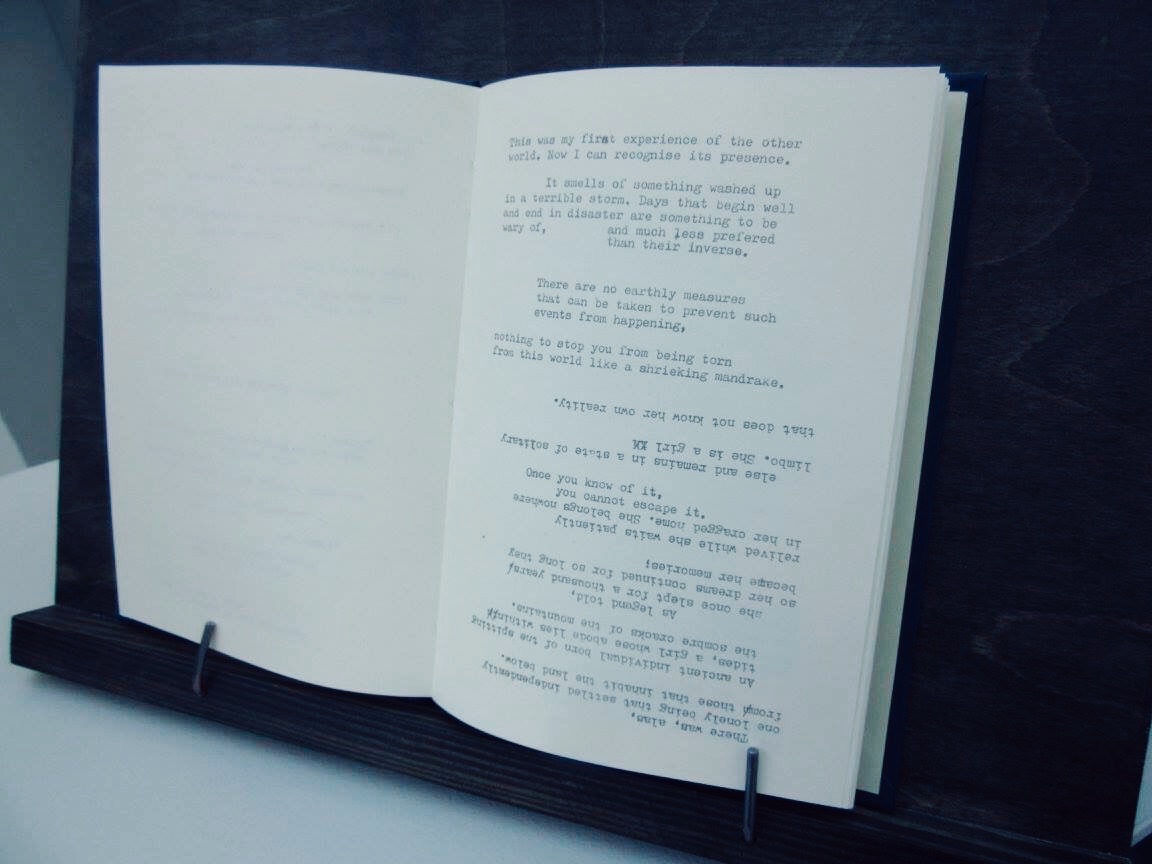 This was my first experience of the other
world. Now I can recognise its presence.
It smells of something washed up
in a terrible storm. Days that begin well
and end in disaster are something to be
wary of, and much less prefered
than their inverse.
There are no earthly measures
that can be taken to prevent such
events from happening,
nothing to stop you from being torn
from this world like a shrieking mandrake.
Once you know of it,
you cannot escape it.
There was, alas,
one lonely being that settled independently
from those that inhabit the land below.
An ancient individual born of the spitting
tides, a girl whose abode lies within
the sombre cracks of the mountains.
As legend told,
she once slept for a thousand years;
so her dreams continued for so long they
became her memories;
relived while she waits patiently
in her cragged home. She belongs nowhere
else and remains in a state of solitary
limbo. She is a girl
that does not know her own reality.